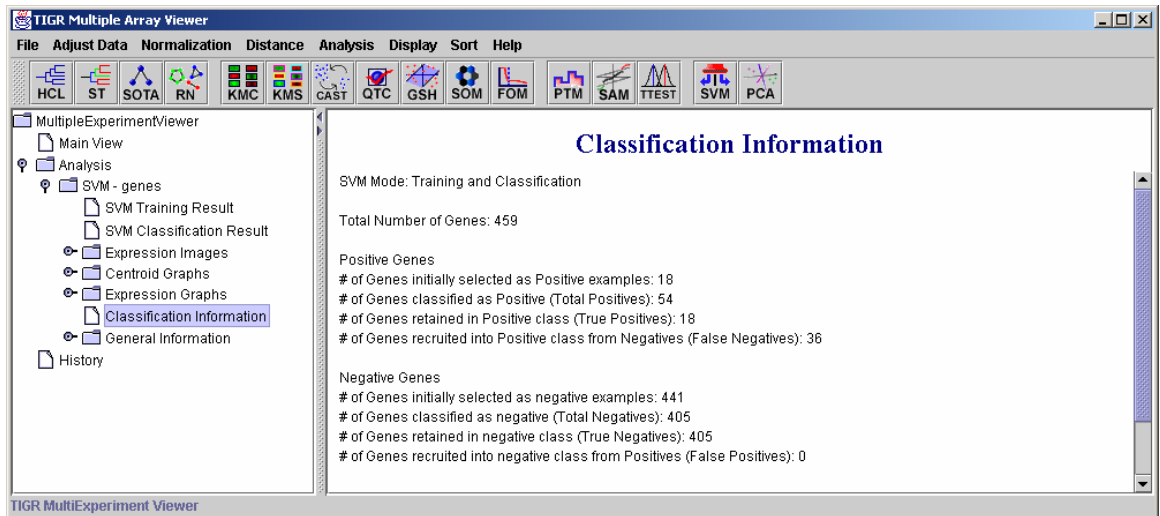 TIGR Multiple Array Viewer
File Adjust Data Normalization Distance Analysis Display Sort Help
HCL ST SOTA RN KMC KMS CAST QTC GSH SOM FOM PTM SAM TTEST SVM PCA
MultipleExperimentViewer
Main View
Analysis
SVM - genes
SVM Training Result
SVM Classification Result
Expression Images
Centroid Graphs
Expression Graphs
Classification Information
General Information
History
Classification Information
SVM Mode: Training and Classification
Total Number of Genes: 459
Positive Genes
# of Genes initially selected as Positive examples: 18
# of Genes classified as Positive (Total Positives): 54
# of Genes retained in Positive class (True Positives): 18
# of Genes recruited into Positive class from Negatives (False Negatives): 36
Negative Genes
# of Genes initially selected as negative examples: 441
# of Genes classified as negative (Total Negatives): 405
# of Genes retained in negative class (True Negatives): 405
# of Genes recruited into negative class from Positives (False Positives): 0
TIGR MultiExperiment Viewer